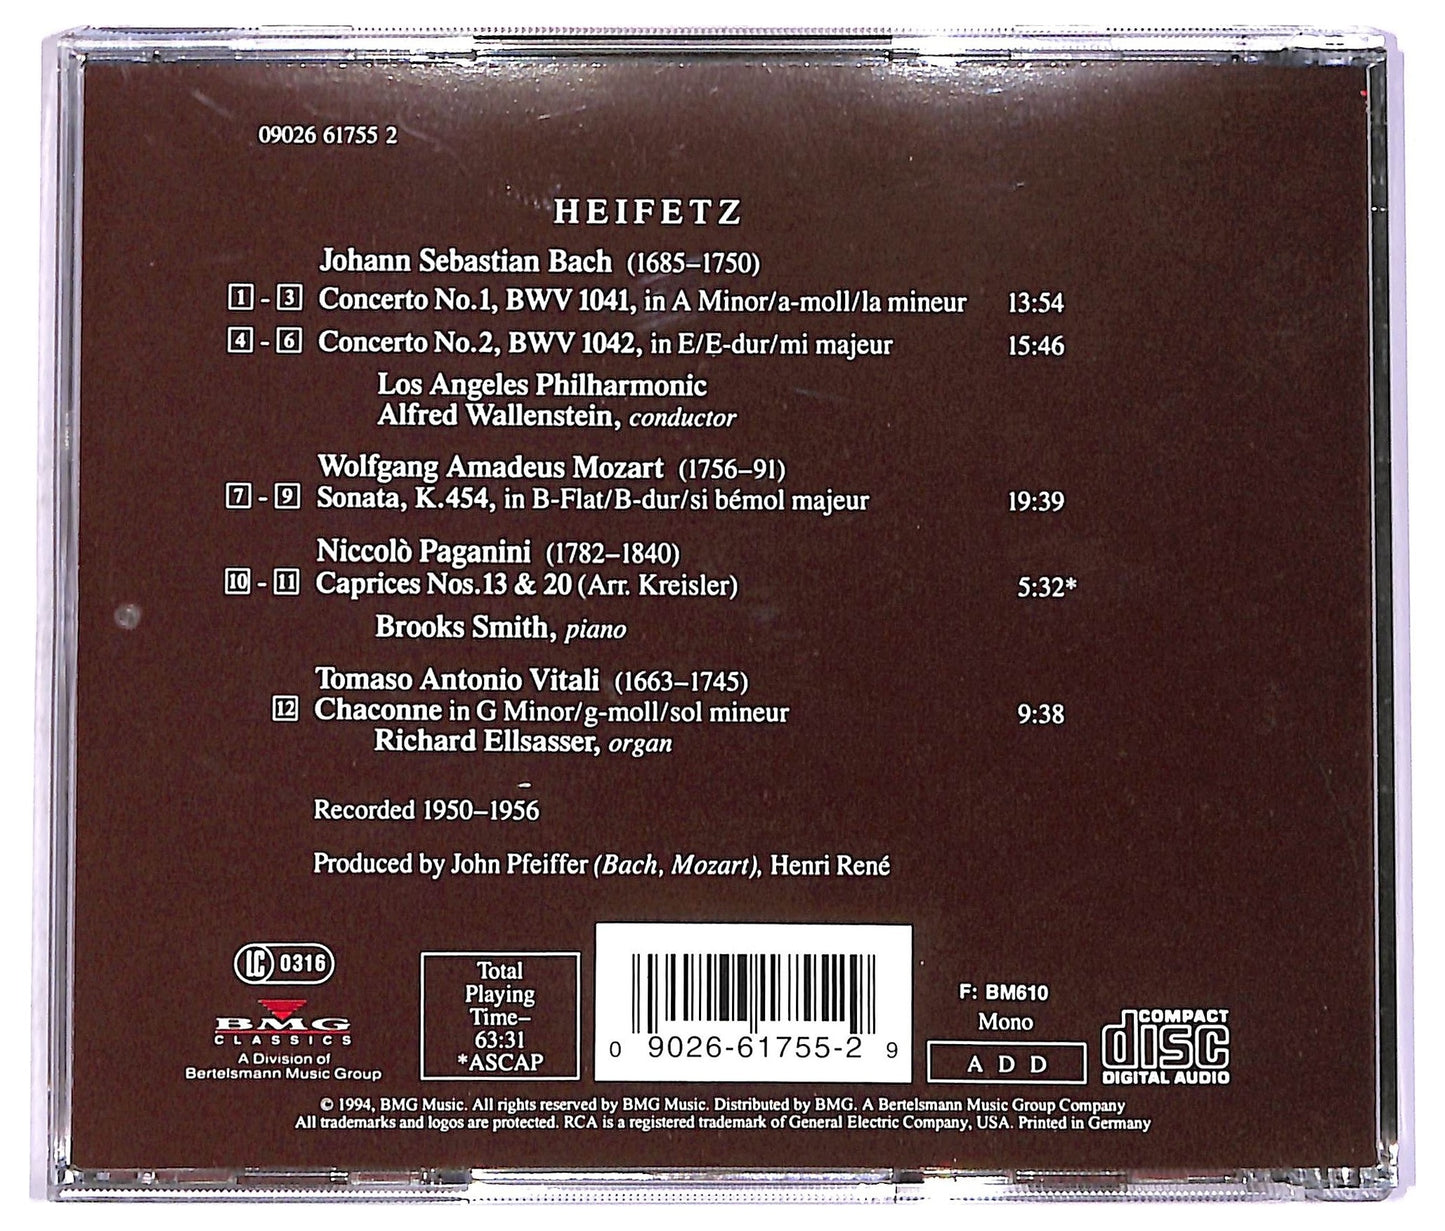 09026 61755 2
HEIFETZ
Johann Sebastian Bach (1685–1750)
1 - 3 Concerto No.1, BWV 1041, in A Minor/a-moll/la mineur 13:54
4 - 6 Concerto No.2, BWV 1042, in E/E-dur/mi majeur 15:46
Los Angeles Philharmonic
Alfred Wallenstein, conductor
Wolfgang Amadeus Mozart (1756–91)
7 - 9 Sonata, K.454, in B-Flat/B-dur/si bémol majeur 19:39
Niccolò Paganini (1782–1840)
10 - 11 Caprices Nos.13 & 20 (Arr. Kreisler) 5:32*
Brooks Smith, piano
Tomaso Antonio Vitali (1663–1745)
12 Chaconne in G Minor/g-moll/sol mineur 9:38
Richard Ellsasser, organ
Recorded 1950–1956
Produced by John Pfeiffer (Bach, Mozart), Henri René
LC 0316
BMG
CLASSICS
A Division of
Bertelsmann Music Group
Total
Playing
Time–
63:31
*ASCAP
0 9026-61755-2 9
F: BM610
Mono
A D D
COMPACT
disc
DIGITAL AUDIO
© 1994, BMG Music. All rights reserved by BMG Music. Distributed by BMG. A Bertelsmann Music Group Company
All trademarks and logos are protected. RCA is a registered trademark of General Electric Company, USA. Printed in Germany